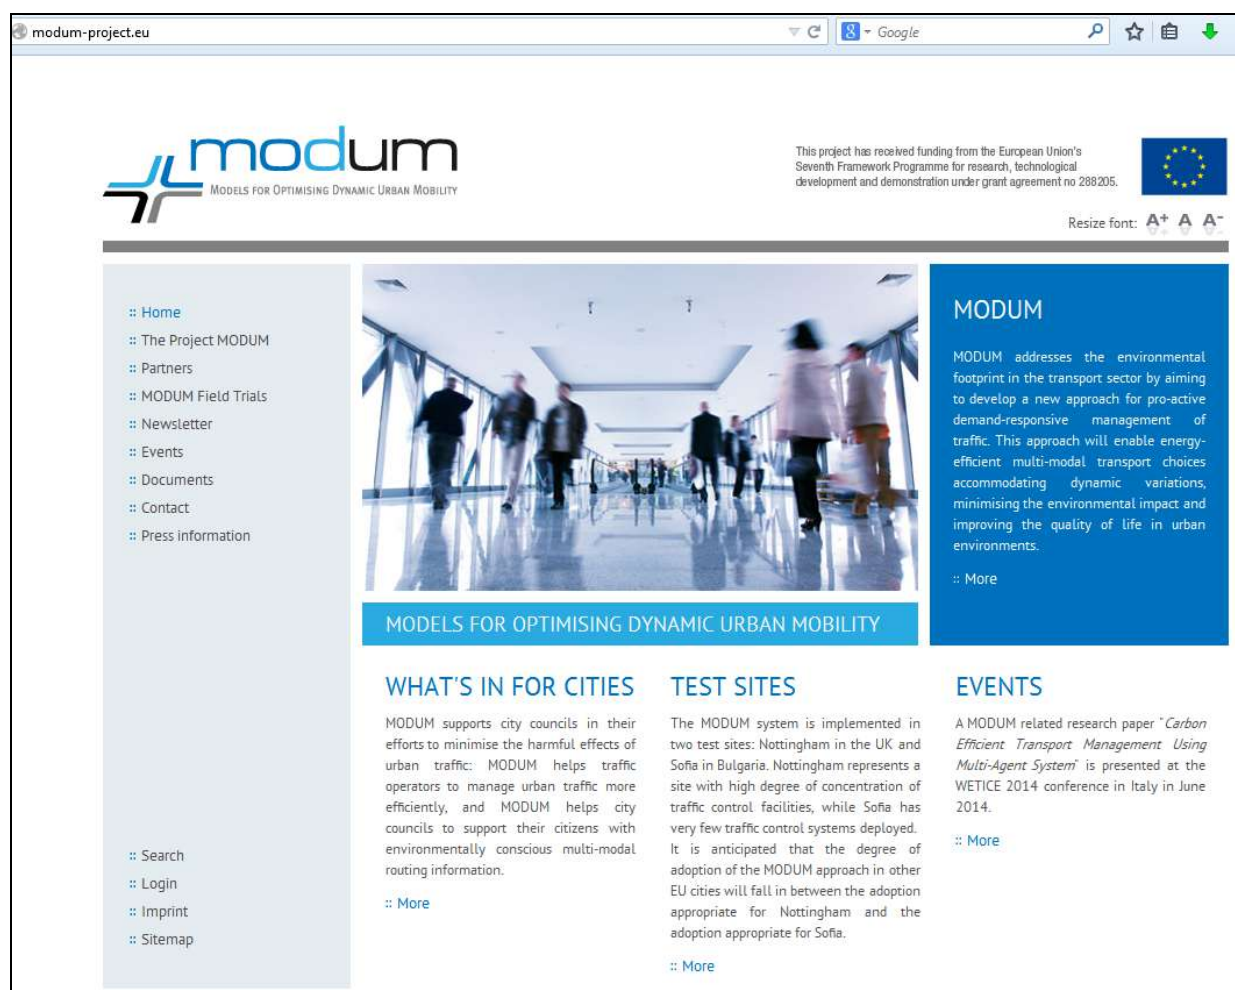 modum-project.eu
Google
modum
MODELS FOR OPTIMISING DYNAMIC URBAN MOBILITY
This project has received funding from the European Union's
Seventh Framework Programme for research, technological
development and demonstration under grant agreement no 288205.
Resize font: A+ A A-
:: Home
:: The Project MODUM
:: Partners
:: MODUM Field Trials
:: Newsletter
:: Events
:: Documents
:: Contact
:: Press information
:: Search
:: Login
:: Imprint
:: Sitemap
MODUM
MODUM addresses the environmental
footprint in the transport sector by aiming
to develop a new approach for pro-active
demand-responsive management of
traffic. This approach will enable energy-
efficient multi-modal transport choices
accommodating dynamic variations,
minimising the environmental impact and
improving the quality of life in urban
environments.
:: More
MODELS FOR OPTIMISING DYNAMIC URBAN MOBILITY
WHAT'S IN FOR CITIES
MODUM supports city councils in their
efforts to minimise the harmful effects of
urban traffic: MODUM helps traffic
operators to manage urban traffic more
efficiently, and MODUM helps city
councils to support their citizens with
environmentally conscious multi-modal
routing information.
:: More
TEST SITES
The MODUM system is implemented in
two test sites: Nottingham in the UK and
Sofia in Bulgaria. Nottingham represents a
site with high degree of concentration of
traffic control facilities, while Sofia has
very few traffic control systems deployed.
It is anticipated that the degree of
adoption of the MODUM approach in other
EU cities will fall in between the adoption
appropriate for Nottingham and the
adoption appropriate for Sofia.
:: More
EVENTS
A MODUM related research paper "Carbon
Efficient Transport Management Using
Multi-Agent System" is presented at the
WETICE 2014 conference in Italy in June
2014.
:: More